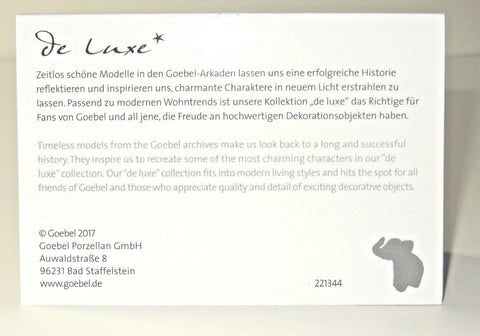 de Luxe*
Zeitlos schöne Modelle in den Goebel-Arkaden lassen uns eine erfolgreiche Historie
reflektieren und inspirieren uns, charmante Charaktere in neuem Licht erstrahlen zu
lassen. Passend zu modernen Wohntrends ist unsere Kollektion „de luxe" das Richtige für
Fans von Goebel und all jene, die Freude an hochwertigen Dekorationsobjekten haben.
Timeless models from the Goebel archives make us look back to a long and successful
history. They inspire us to recreate some of the most charming characters in our "de
luxe" collection. Our "de luxe" collection fits into modern living styles and hits the spot for all
friends of Goebel and those who appreciate quality and detail of exciting decorative objects.
© Goebel 2017
Goebel Porzellan GmbH
Auwaldstraße 8
96231 Bad Staffelstein
www.goebel.de
221344